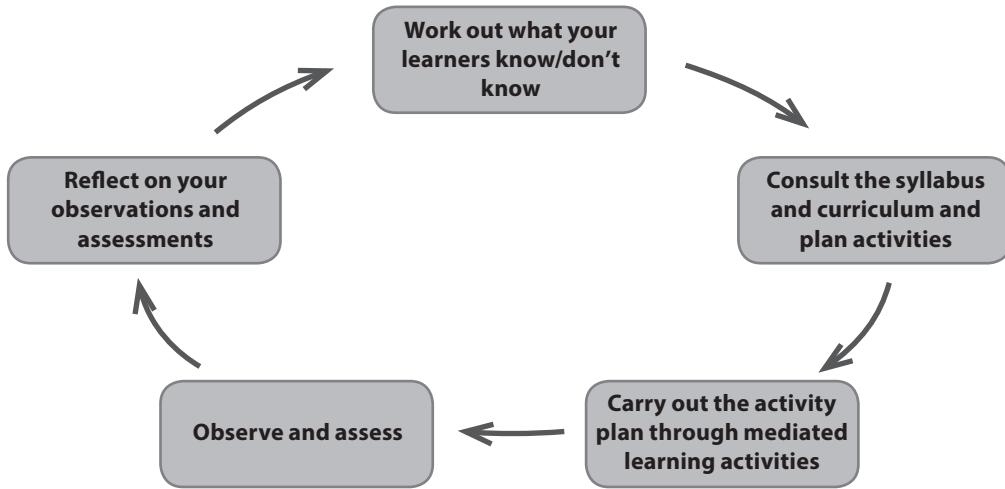 Work out what your
learners know/don’t
know
Consult the syllabus
and curriculum and
plan activities
Carry out the activity
plan through mediated
learning activities
Observe and assess
Reflect on your
observations and
assessments